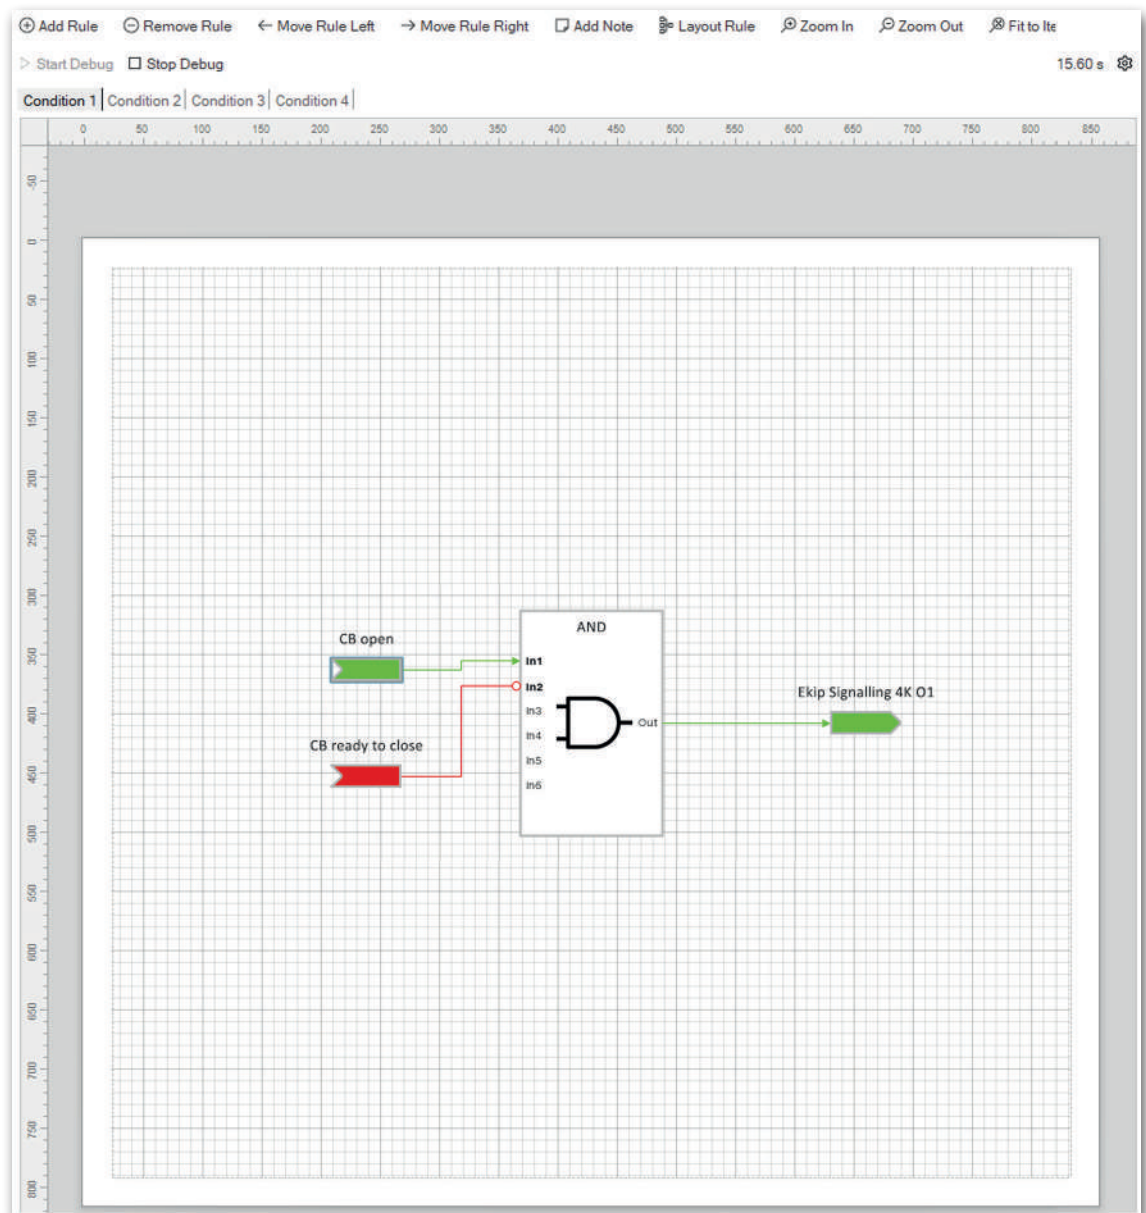 Add Rule Remove Rule Move Rule Left Move Rule Right Add Note Layout Rule Zoom In Zoom Out Fit to Ite
Start Debug Stop Debug 15.60 s
Condition 1 Condition 2 Condition 3 Condition 4
0 50 100 150 200 250 300 350 400 450 500 550 600 650 700 750 800 850
-50
0
50
100
150
200
250
300
AND
CB open
350
In1
In2
Ekip Signalling 4K O1
In3
400
Out
In4
CB ready to close
In5
450
In6
500
550
600
650
700
750
800